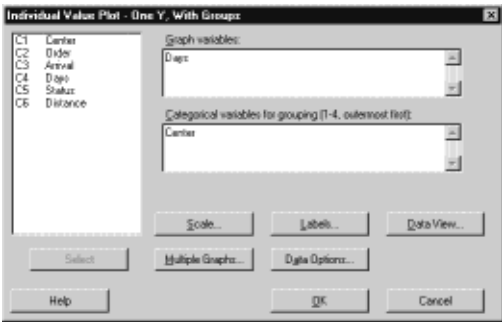 Individual Value Plot - One Y, With Groups
C1 Center
C2 Order
C3 Arrival
C4 Days
C5 Status
C6 Distance
Graph variables:
Days
Categorical variables for grouping (1-4, outermost first):
Center
Scale... Labels... Data View...
Select Multiple Graphs... Data Options...
Help OK Cancel